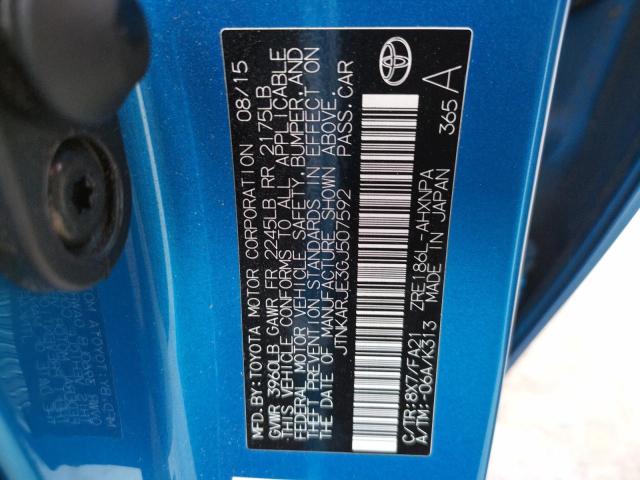 MFD.BY:TOYOTA MOTOR CORPORATION 08/15
GVWR 3960LB GAWR FR 2245LB RR 2175LB
THIS VEHICLE CONFORMS TO ALL APPLICABLE
FEDERAL MOTOR VEHICLE SAFETY, BUMPER, AND
THEFT PREVENTION STANDARDS IN EFFECT ON
THE DATE OF MANUFACTURE SHOWN ABOVE.
JTNKARJE3GJ507592 PASS.CAR
C/TR:8X7/FA21 ZRE186L-AHXNPA
A/TM:-06A/K313 MADE IN JAPAN
365 A